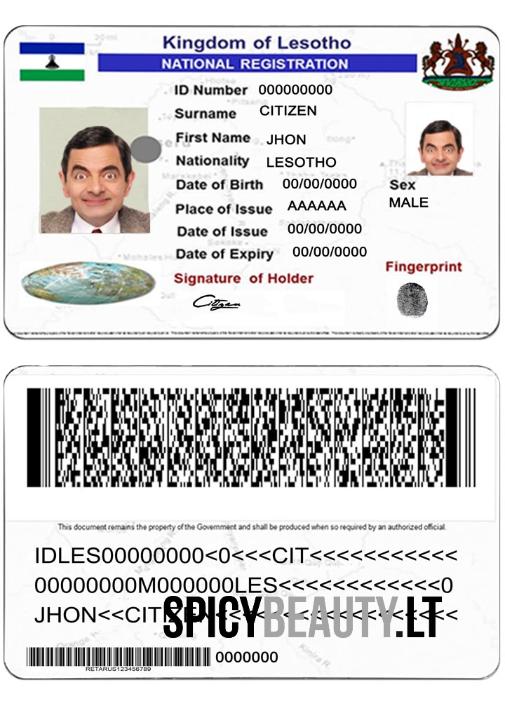 Kingdom of Lesotho
NATIONAL REGISTRATION
ID Number 000000000
Surname CITIZEN
First Name JHON
Nationality LESOTHO
Date of Birth 00/00/0000
Sex
Place of Issue AAAAAA
MALE
Date of Issue 00/00/0000
Date of Expiry 00/00/0000
Signature of Holder
Fingerprint
Citizen
This document remains the property of the Government and shall be produced when so required by an authorized official.
IDLES00000000<0<<<CIT<<<<<<<<<<<
00000000M000000LES<<<<<<<<<<<<0
JHON<<CITIZEN<<<<<<<<<<<<<<<<<
SPICYBEAUTY.LT
0000000
RETARUS123456789